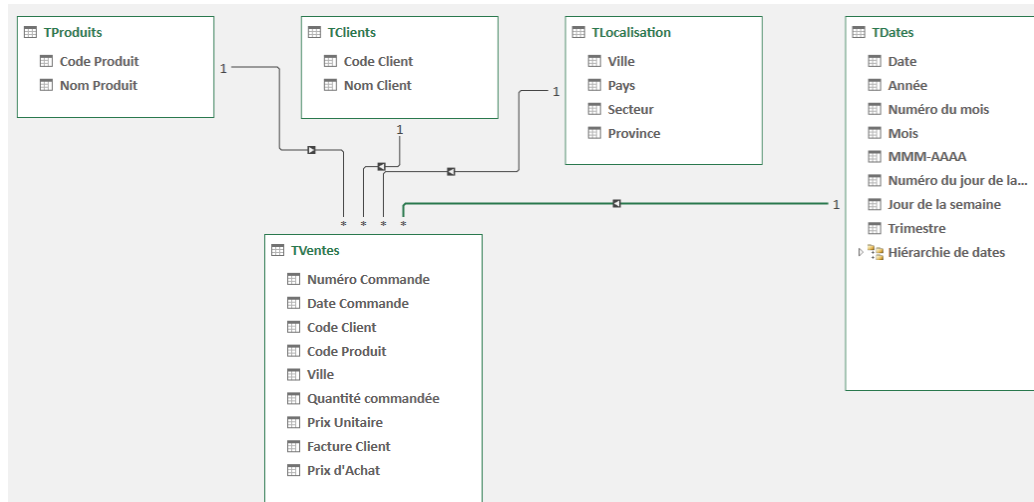 TProduits
Code Produit
Nom Produit
1
TClients
Code Client
Nom Client
1
TLocalisation
Ville
Pays
Secteur
Province
1
TDates
Date
Année
Numéro du mois
Mois
MMM-AAAA
Numéro du jour de la...
Jour de la semaine
Trimestre
Hiérarchie de dates
1
* * * *
TVentes
Numéro Commande
Date Commande
Code Client
Code Produit
Ville
Quantité commandée
Prix Unitaire
Facture Client
Prix d'Achat